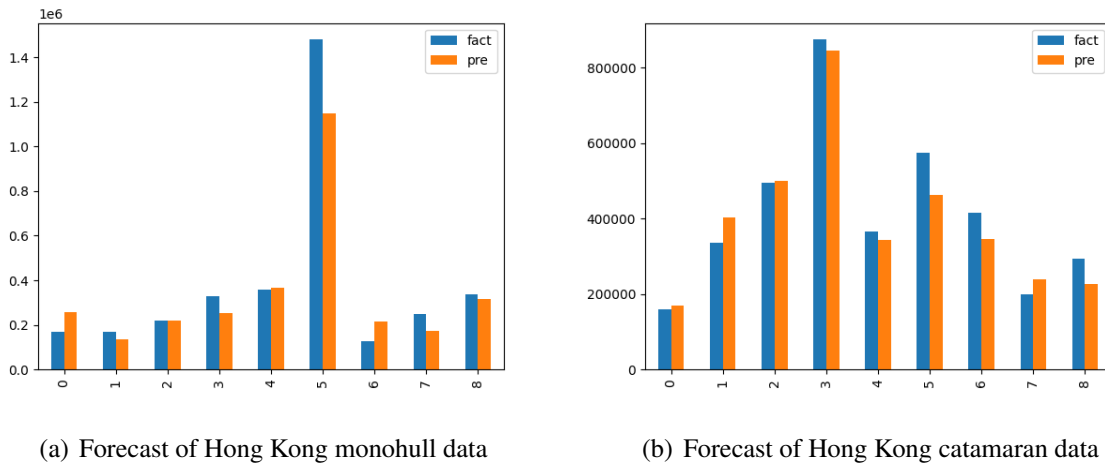 1e6
1.4
1.2
1.0
0.8
0.6
0.4
0.2
0.0
0 1 2 3 4 5 6 7 8
fact
pre
(a) Forecast of Hong Kong monohull data
800000
600000
400000
200000
0
0 1 2 3 4 5 6 7 8
fact
pre
(b) Forecast of Hong Kong catamaran data